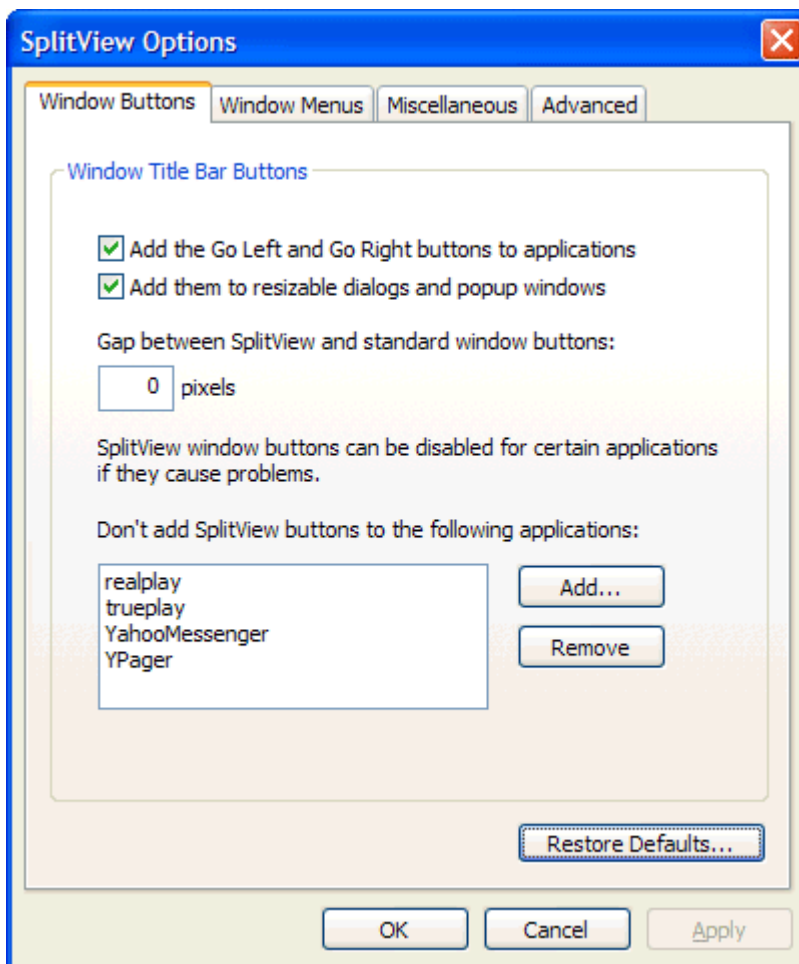 SplitView Options
Window Buttons
Window Menus
Miscellaneous
Advanced
Window Title Bar Buttons
Add the Go Left and Go Right buttons to applications
Add them to resizable dialogs and popup windows
Gap between SplitView and standard window buttons:
0 pixels
SplitView window buttons can be disabled for certain applications
if they cause problems.
Don't add SplitView buttons to the following applications:
realplay
trueplay
YahooMessenger
YPager
Add...
Remove
Restore Defaults...
OK
Cancel
Apply